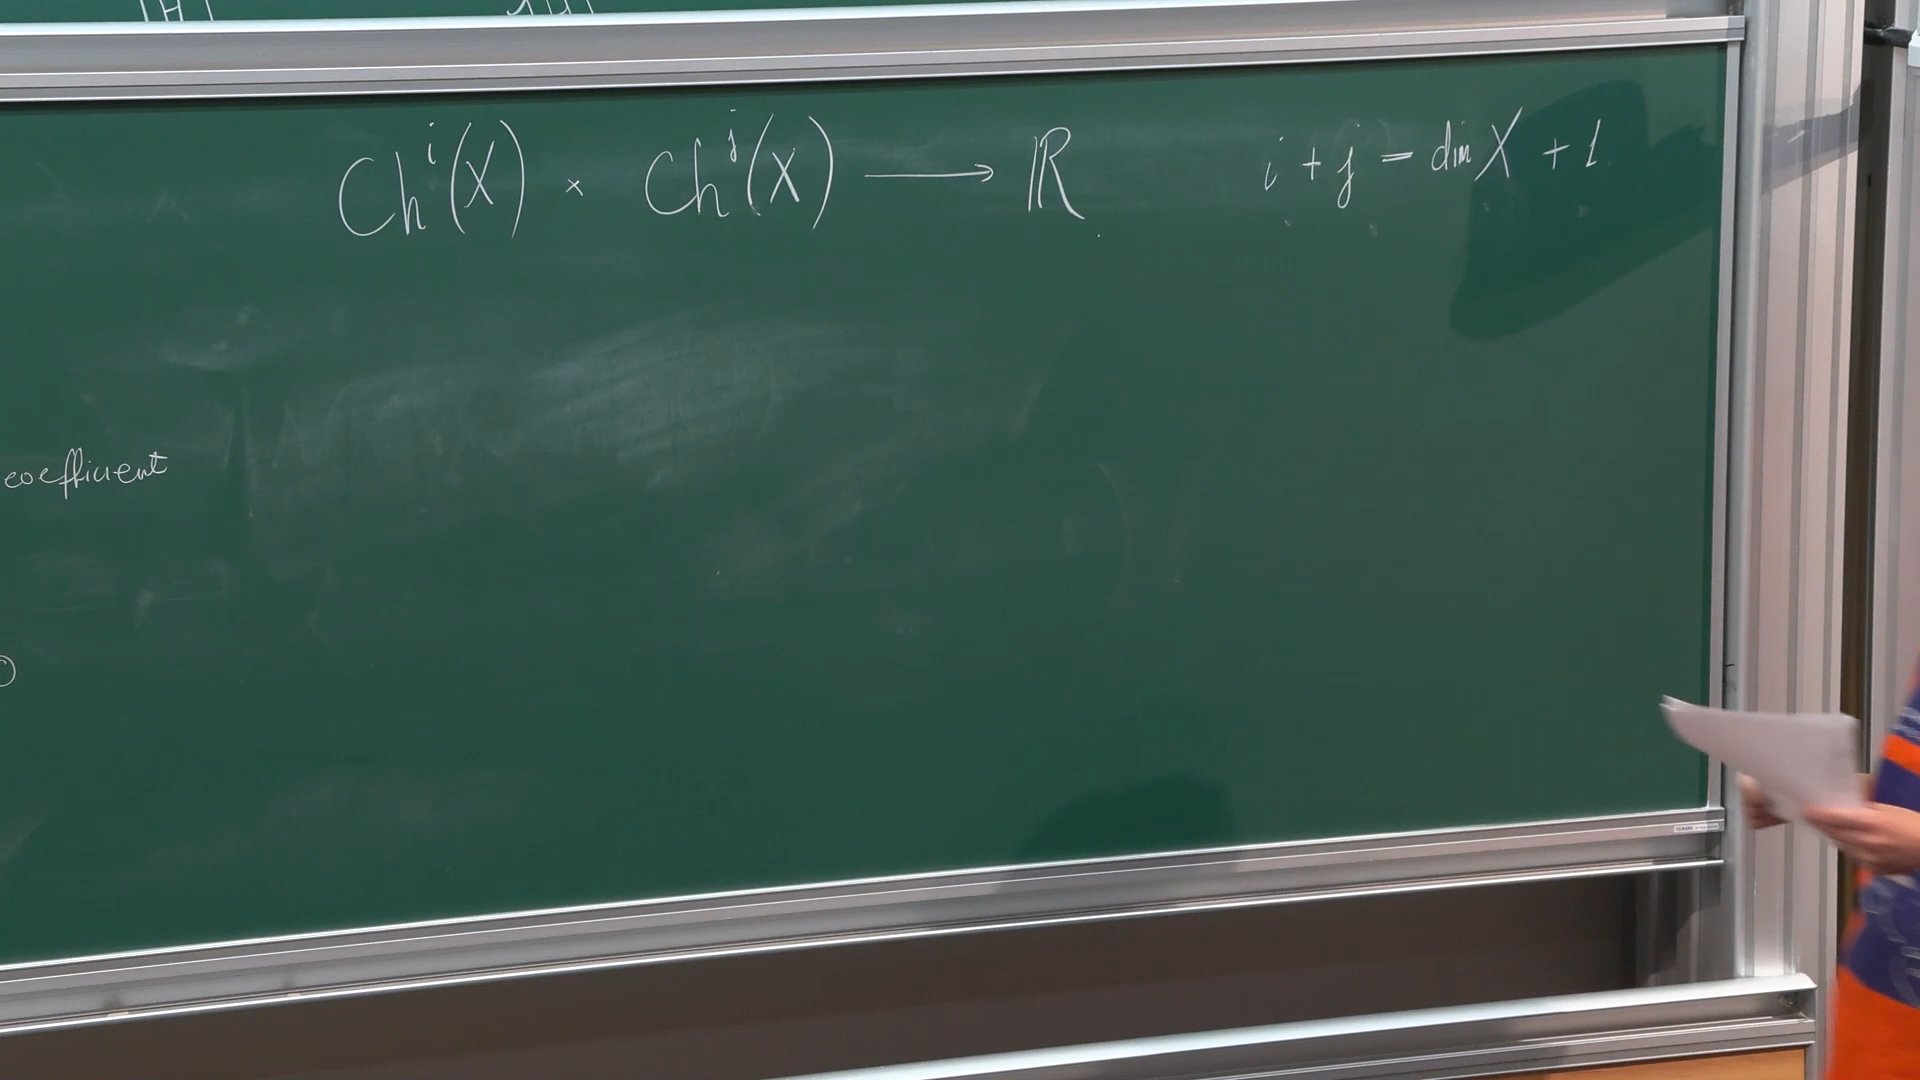 Ch^i(X) × Ch^j(X) ⟶ ℝ    i + j = dim X + 1
coefficient